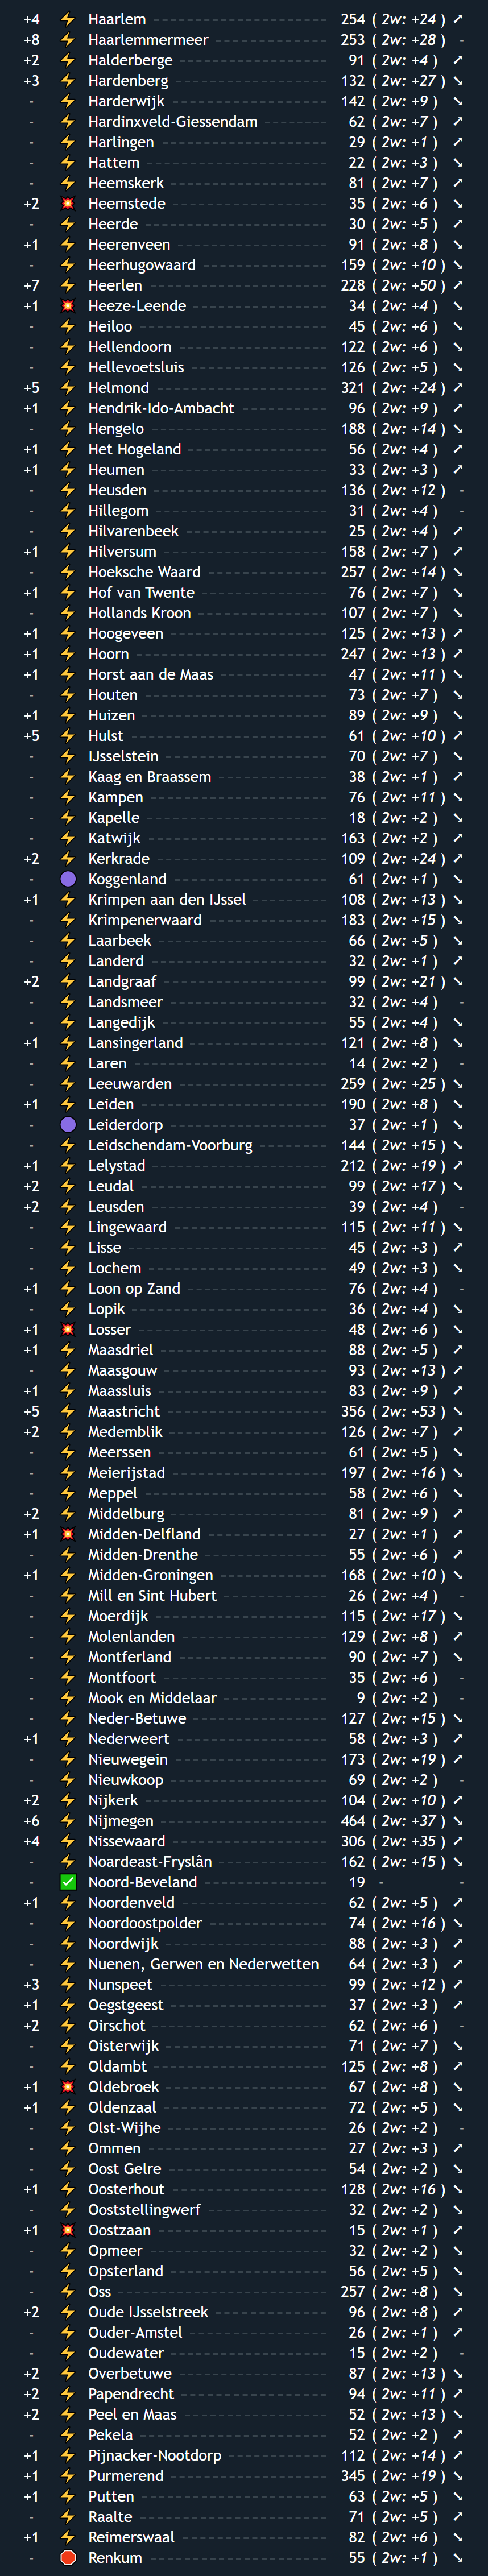 +4 Haarlem 254 ( 2w: +24 ) ↗
+8 Haarlemmermeer 253 ( 2w: +28 ) -
+2 Halderberge 91 ( 2w: +4 ) ↗
+3 Hardenberg 132 ( 2w: +27 ) ↘
- Harderwijk 142 ( 2w: +9 ) ↘
- Hardinxveld-Giessendam 62 ( 2w: +7 ) ↗
- Harlingen 29 ( 2w: +1 ) ↗
- Hattem 22 ( 2w: +3 ) ↘
- Heemskerk 81 ( 2w: +7 ) ↗
+2 Heemstede 35 ( 2w: +6 ) ↘
- Heerde 30 ( 2w: +5 ) ↗
+1 Heerenveen 91 ( 2w: +8 ) ↘
- Heerhugowaard 159 ( 2w: +10 ) ↘
+7 Heerlen 228 ( 2w: +50 ) ↗
+1 Heeze-Leende 34 ( 2w: +4 ) ↘
- Heiloo 45 ( 2w: +6 ) ↘
- Hellendoorn 122 ( 2w: +6 ) ↘
- Hellevoetsluis 126 ( 2w: +5 ) ↘
+5 Helmond 321 ( 2w: +24 ) ↗
+1 Hendrik-Ido-Ambacht 96 ( 2w: +9 ) ↗
- Hengelo 188 ( 2w: +14 ) ↘
+1 Het Hogeland 56 ( 2w: +4 ) ↗
+1 Heumen 33 ( 2w: +3 ) ↗
- Heusden 136 ( 2w: +12 ) -
- Hillegom 31 ( 2w: +4 ) -
- Hilvarenbeek 25 ( 2w: +4 ) ↗
+1 Hilversum 158 ( 2w: +7 ) ↗
- Hoeksche Waard 257 ( 2w: +14 ) ↘
+1 Hof van Twente 76 ( 2w: +7 ) ↘
- Hollands Kroon 107 ( 2w: +7 ) ↘
+1 Hoogeveen 125 ( 2w: +13 ) ↗
+1 Hoorn 247 ( 2w: +13 ) ↗
+1 Horst aan de Maas 47 ( 2w: +11 ) ↘
- Houten 73 ( 2w: +7 ) ↘
+1 Huizen 89 ( 2w: +9 ) ↘
+5 Hulst 61 ( 2w: +10 ) ↗
- IJsselstein 70 ( 2w: +7 ) ↘
- Kaag en Braassem 38 ( 2w: +1 ) ↗
- Kampen 76 ( 2w: +11 ) ↘
- Kapelle 18 ( 2w: +2 ) ↘
- Katwijk 163 ( 2w: +2 ) ↗
+2 Kerkrade 109 ( 2w: +24 ) ↗
- Koggenland 61 ( 2w: +1 ) ↘
+1 Krimpen aan den IJssel 108 ( 2w: +13 ) ↘
- Krimpenerwaard 183 ( 2w: +15 ) ↘
- Laarbeek 66 ( 2w: +5 ) ↘
- Landerd 32 ( 2w: +1 ) ↗
+2 Landgraaf 99 ( 2w: +21 ) ↘
- Landsmeer 32 ( 2w: +4 ) -
- Langedijk 55 ( 2w: +4 ) ↘
+1 Lansingerland 121 ( 2w: +8 ) ↘
- Laren 14 ( 2w: +2 ) -
- Leeuwarden 259 ( 2w: +25 ) ↘
+1 Leiden 190 ( 2w: +8 ) ↘
- Leiderdorp 37 ( 2w: +1 ) ↘
- Leidschendam-Voorburg 144 ( 2w: +15 ) ↘
+1 Lelystad 212 ( 2w: +19 ) ↗
+2 Leudal 99 ( 2w: +17 ) ↘
+2 Leusden 39 ( 2w: +4 ) -
- Lingewaard 115 ( 2w: +11 ) ↘
- Lisse 45 ( 2w: +3 ) ↗
- Lochem 49 ( 2w: +3 ) ↘
+1 Loon op Zand 76 ( 2w: +4 ) -
- Lopik 36 ( 2w: +4 ) ↘
+1 Losser 48 ( 2w: +6 ) ↘
+1 Maasdriel 88 ( 2w: +5 ) ↗
- Maasgouw 93 ( 2w: +13 ) ↗
+1 Maassluis 83 ( 2w: +9 ) ↗
+5 Maastricht 356 ( 2w: +53 ) ↘
+2 Medemblik 126 ( 2w: +7 ) ↗
- Meerssen 61 ( 2w: +5 ) ↘
- Meierijstad 197 ( 2w: +16 ) ↘
- Meppel 58 ( 2w: +6 ) ↘
+2 Middelburg 81 ( 2w: +9 ) ↗
+1 Midden-Delfland 27 ( 2w: +1 ) ↗
- Midden-Drenthe 55 ( 2w: +6 ) ↗
+1 Midden-Groningen 168 ( 2w: +10 ) ↘
- Mill en Sint Hubert 26 ( 2w: +4 ) -
- Moerdijk 115 ( 2w: +17 ) ↘
- Molenlanden 129 ( 2w: +8 ) ↗
- Montferland 90 ( 2w: +7 ) ↘
- Montfoort 35 ( 2w: +6 ) -
- Mook en Middelaar 9 ( 2w: +2 ) -
- Neder-Betuwe 127 ( 2w: +15 ) ↘
+1 Nederweert 58 ( 2w: +3 ) ↗
- Nieuwegein 173 ( 2w: +19 ) ↗
- Nieuwkoop 69 ( 2w: +2 ) -
+2 Nijkerk 104 ( 2w: +10 ) ↗
+6 Nijmegen 464 ( 2w: +37 ) ↘
+4 Nissewaard 306 ( 2w: +35 ) ↗
- Noardeast-Fryslân 162 ( 2w: +15 ) ↘
- Noord-Beveland 19 - -
+1 Noordenveld 62 ( 2w: +5 ) ↗
- Noordoostpolder 74 ( 2w: +16 ) ↘
- Noordwijk 88 ( 2w: +3 ) ↗
- Nuenen, Gerwen en Nederwetten 64 ( 2w: +3 ) ↗
+3 Nunspeet 99 ( 2w: +12 ) ↗
+1 Oegstgeest 37 ( 2w: +3 ) ↗
+2 Oirschot 62 ( 2w: +6 ) -
- Oisterwijk 71 ( 2w: +7 ) ↘
- Oldambt 125 ( 2w: +8 ) ↗
+1 Oldebroek 67 ( 2w: +8 ) ↘
+1 Oldenzaal 72 ( 2w: +5 ) ↘
- Olst-Wijhe 26 ( 2w: +2 ) -
- Ommen 27 ( 2w: +3 ) ↗
- Oost Gelre 54 ( 2w: +2 ) ↘
+1 Oosterhout 128 ( 2w: +16 ) ↘
- Ooststellingwerf 32 ( 2w: +2 ) ↘
+1 Oostzaan 15 ( 2w: +1 ) ↗
- Opmeer 32 ( 2w: +2 ) ↘
- Opsterland 56 ( 2w: +5 ) ↘
- Oss 257 ( 2w: +8 ) ↘
+2 Oude IJsselstreek 96 ( 2w: +8 ) ↗
- Ouder-Amstel 26 ( 2w: +1 ) ↗
- Oudewater 15 ( 2w: +2 ) -
+2 Overbetuwe 87 ( 2w: +13 ) ↘
+2 Papendrecht 94 ( 2w: +11 ) ↗
+2 Peel en Maas 52 ( 2w: +13 ) ↘
- Pekela 52 ( 2w: +2 ) ↗
+1 Pijnacker-Nootdorp 112 ( 2w: +14 ) ↗
+1 Purmerend 345 ( 2w: +19 ) ↘
+1 Putten 63 ( 2w: +5 ) ↘
- Raalte 71 ( 2w: +5 ) ↗
+1 Reimerswaal 82 ( 2w: +6 ) ↘
- Renkum 55 ( 2w: +1 ) ↘